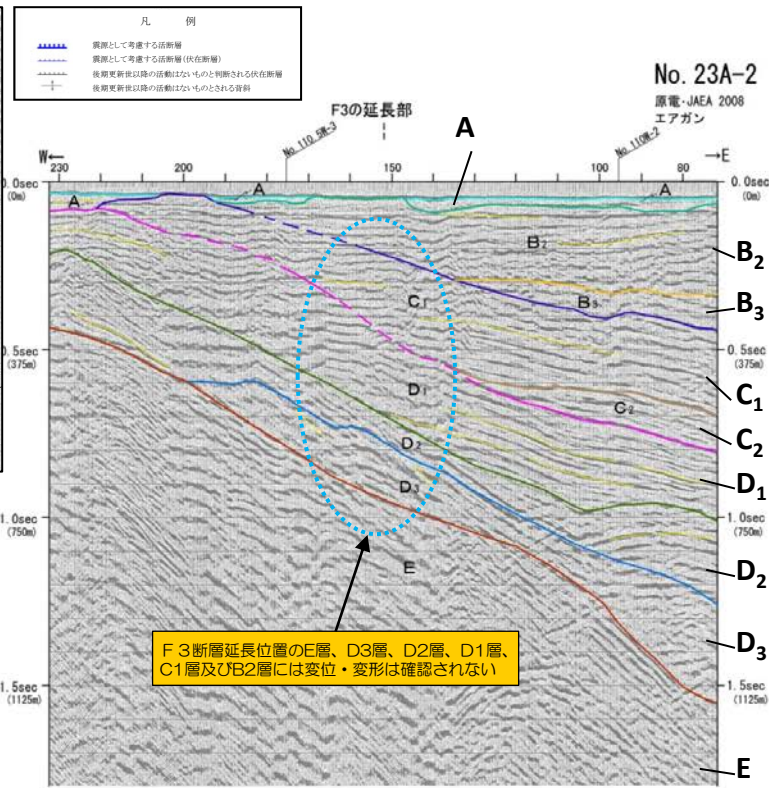 凡　例
震源として考慮する活断層
震源として考慮する活断層(伏在断層)
後期更新世以降の活動はないものと判断される伏在断層
後期更新世以降の活動はないものとされる背斜
No. 23A-2
原電・JAEA 2008
エアガン
F3の延長部
A
No 110.5W-3
No 110W-2
W←
→E
230 200 150 100 80
0.0sec
(0m)
0.0sec
(0m)
A
A
A
B2
B2
B3
B3
C1
0.5sec
(375m)
0.5sec
(375m)
D1
C1
C2
C2
D2
D1
D3
1.0sec
(750m)
1.0sec
(750m)
E
D2
F3断層延長位置のE層、D3層、D2層、D1層、
C1層及びB2層には変位・変形は確認されない
D3
1.5sec
(1125m)
1.5sec
(1125m)
E